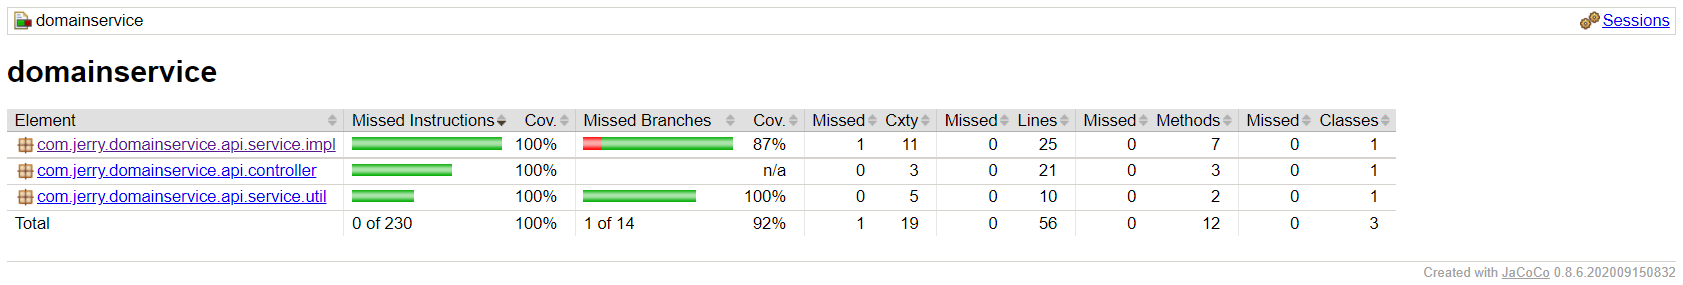 domainservice Sessions
domainservice
Element Missed Instructions Cov. Missed Branches Cov. Missed Cxty Missed Lines Missed Methods Missed Classes
com.jerry.domainservice.api.service.impl 100% 87% 1 11 0 25 0 7 0 1
com.jerry.domainservice.api.controller 100% n/a 0 3 0 21 0 3 0 1
com.jerry.domainservice.api.service.util 100% 100% 0 5 0 10 0 2 0 1
Total 0 of 230 100% 1 of 14 92% 1 19 0 56 0 12 0 3
Created with JaCoCo 0.8.6.202009150832